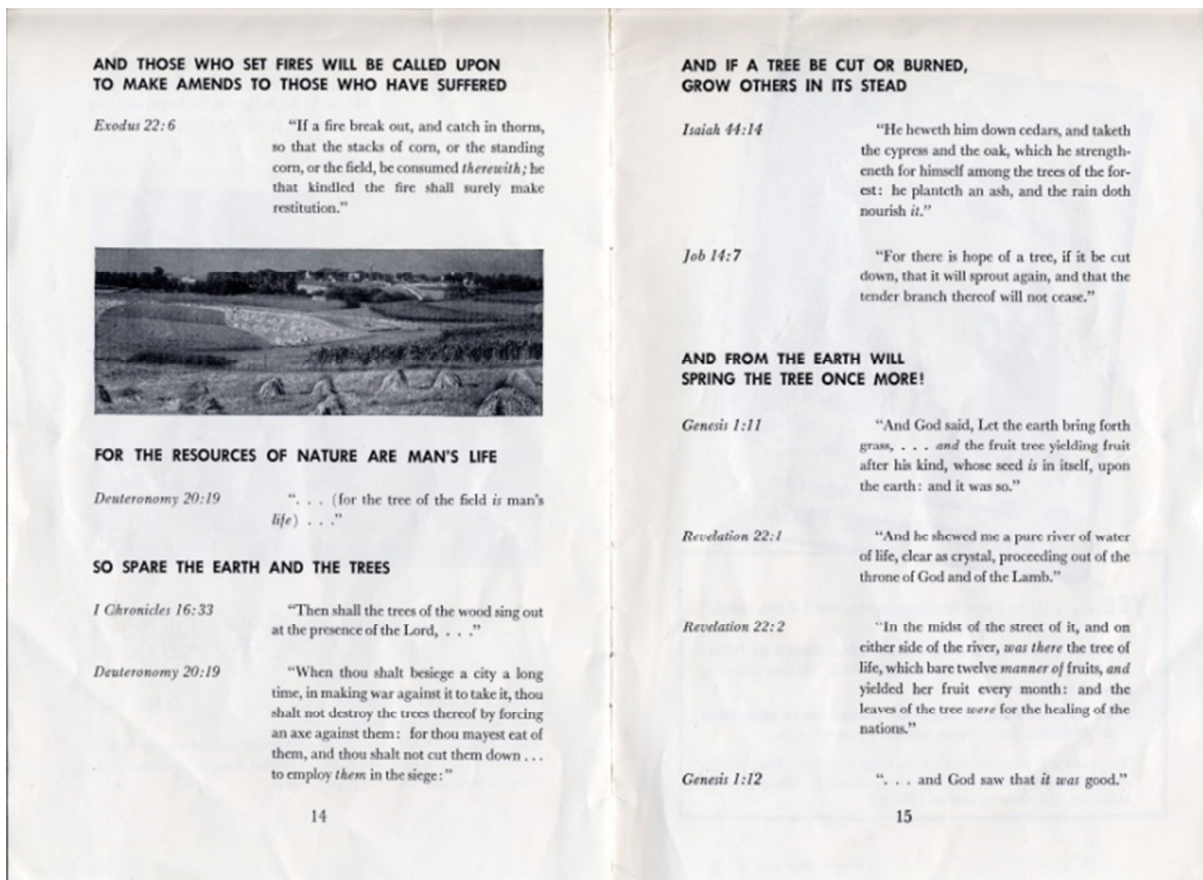 AND THOSE WHO SET FIRES WILL BE CALLED UPON
TO MAKE AMENDS TO THOSE WHO HAVE SUFFERED
Exodus 22:6 "If a fire break out, and catch in thorns,
so that the stacks of corn, or the standing
corn, or the field, be consumed therewith; he
that kindled the fire shall surely make
restitution."
FOR THE RESOURCES OF NATURE ARE MAN'S LIFE
Deuteronomy 20:19 ". . . (for the tree of the field is man's
life) . . ."
SO SPARE THE EARTH AND THE TREES
I Chronicles 16:33 "Then shall the trees of the wood sing out
at the presence of the Lord, . . ."
Deuteronomy 20:19 "When thou shalt besiege a city a long
time, in making war against it to take it, thou
shalt not destroy the trees thereof by forcing
an axe against them: for thou mayest eat of
them, and thou shalt not cut them down ...
to employ them in the siege:"
14
AND IF A TREE BE CUT OR BURNED,
GROW OTHERS IN ITS STEAD
Isaiah 44:14 "He heweth him down cedars, and taketh
the cypress and the oak, which he strength-
eneth for himself among the trees of the for-
est: he planteth an ash, and the rain doth
nourish it."
Job 14:7 "For there is hope of a tree, if it be cut
down, that it will sprout again, and that the
tender branch thereof will not cease."
AND FROM THE EARTH WILL
SPRING THE TREE ONCE MORE!
Genesis 1:11 "And God said, Let the earth bring forth
grass, . . . and the fruit tree yielding fruit
after his kind, whose seed is in itself, upon
the earth: and it was so."
Revelation 22:1 "And he shewed me a pure river of water
of life, clear as crystal, proceeding out of the
throne of God and of the Lamb."
Revelation 22:2 "In the midst of the street of it, and on
either side of the river, was there the tree of
life, which bare twelve manner of fruits, and
yielded her fruit every month: and the
leaves of the tree were for the healing of the
nations."
Genesis 1:12 ". . . and God saw that it was good."
15